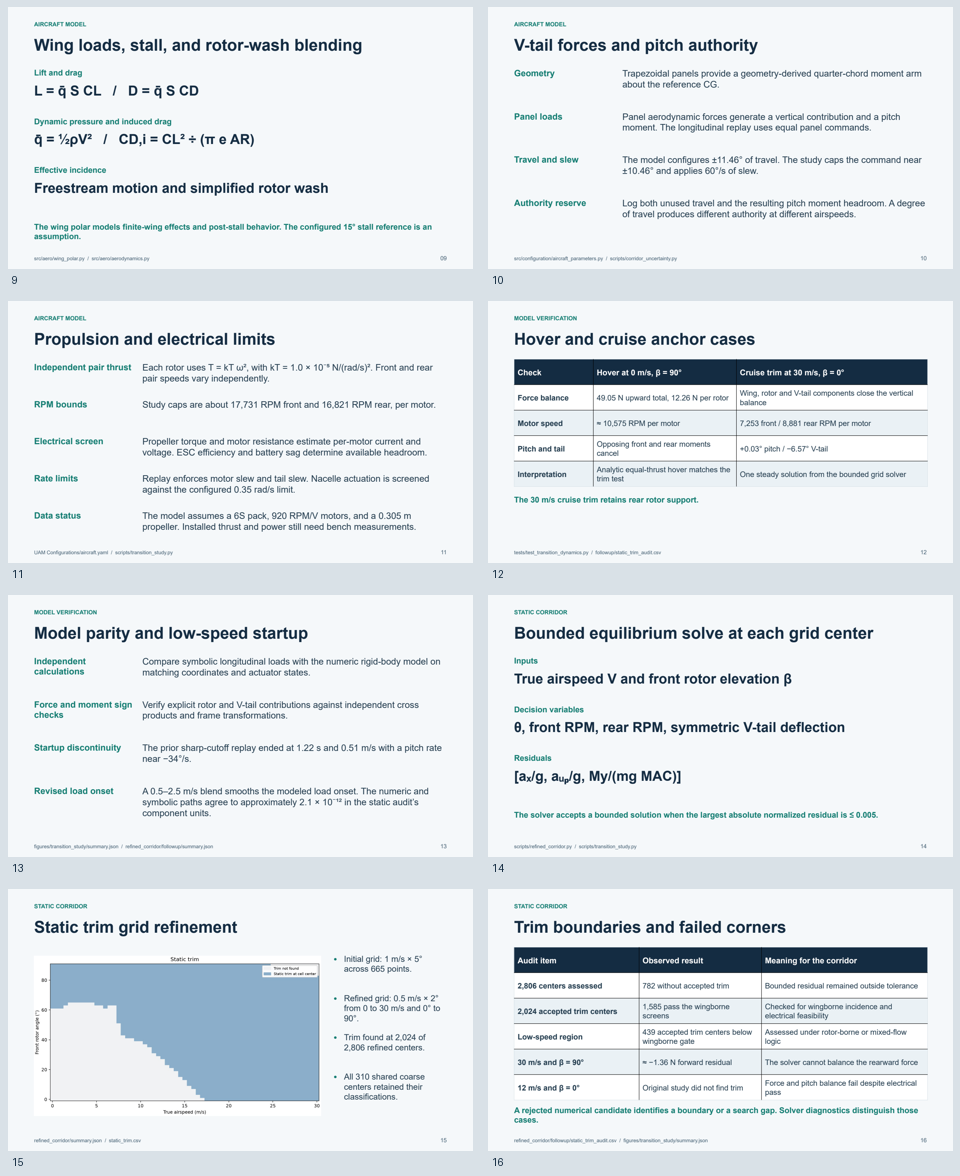 AIRCRAFT MODEL
Wing loads, stall, and rotor-wash blending
Lift and drag
L = q̄ S CL / D = q̄ S CD
Dynamic pressure and induced drag
q̄ = ½ρV² / CD,i = CL² ÷ (π e AR)
Effective incidence
Freestream motion and simplified rotor wash
The wing polar models finite-wing effects and post-stall behavior. The configured 15° stall reference is an
assumption.
src/aero/wing_polar.py / src/aero/aerodynamics.py
09
9
AIRCRAFT MODEL
V-tail forces and pitch authority
Geometry
Trapezoidal panels provide a geometry-derived quarter-chord moment arm
about the reference CG.
Panel loads
Panel aerodynamic forces generate a vertical contribution and a pitch
moment. The longitudinal replay uses equal panel commands.
Travel and slew
The model configures ±11.46° of travel. The study caps the command near
±10.46° and applies 60°/s of slew.
Authority reserve
Log both unused travel and the resulting pitch moment headroom. A degree
of travel produces different authority at different airspeeds.
src/configuration/aircraft_parameters.py / scripts/corridor_uncertainty.py
10
10
AIRCRAFT MODEL
Propulsion and electrical limits
Independent pair thrust
Each rotor uses T = kT ω², with kT = 1.0 × 10⁻⁵ N/(rad/s)². Front and rear
pair speeds vary independently.
RPM bounds
Study caps are about 17,731 RPM front and 16,821 RPM rear, per motor.
Electrical screen
Propeller torque and motor resistance estimate per-motor current and
voltage. ESC efficiency and battery sag determine available headroom.
Rate limits
Replay enforces motor slew and tail slew. Nacelle actuation is screened
against the configured 0.35 rad/s limit.
Data status
The model assumes a 6S pack, 920 RPM/V motors, and a 0.305 m
propeller. Installed thrust and power still need bench measurements.
UAM Configurations/aircraft.yaml / scripts/transition_study.py
11
11
MODEL VERIFICATION
Hover and cruise anchor cases
Check
Hover at 0 m/s, β = 90°
Cruise trim at 30 m/s, β = 0°
Force balance
49.05 N upward total, 12.26 N per rotor
Wing, rotor and V-tail components close the vertical
balance
Motor speed
≈ 10,575 RPM per motor
7,253 front / 8,881 rear RPM per motor
Pitch and tail
Opposing front and rear moments
cancel
+0.03° pitch / −6.57° V-tail
Interpretation
Analytic equal-thrust hover matches the
trim test
One steady solution from the bounded grid solver
The 30 m/s cruise trim retains rear rotor support.
tests/test_transition_dynamics.py / followup/static_trim_audit.csv
12
12
MODEL VERIFICATION
Model parity and low-speed startup
Independent
calculations
Compare symbolic longitudinal loads with the numeric rigid-body model on
matching coordinates and actuator states.
Force and moment sign
checks
Verify explicit rotor and V-tail contributions against independent cross
products and frame transformations.
Startup discontinuity
The prior sharp-cutoff replay ended at 1.22 s and 0.51 m/s with a pitch rate
near −34°/s.
Revised load onset
A 0.5–2.5 m/s blend smooths the modeled load onset. The numeric and
symbolic paths agree to approximately 2.1 × 10⁻¹² in the static audit's
component units.
figures/transition_study/summary.json / refined_corridor/followup/summary.json
13
13
STATIC CORRIDOR
Bounded equilibrium solve at each grid center
Inputs
True airspeed V and front rotor elevation β
Decision variables
θ, front RPM, rear RPM, symmetric V-tail deflection
Residuals
[aₓ/g, aᵤₚ/g, My/(mg MAC)]
The solver accepts a bounded solution when the largest absolute normalized residual is ≤ 0.005.
scripts/refined_corridor.py / scripts/transition_study.py
14
14
STATIC CORRIDOR
Static trim grid refinement
Static trim
Trim not found
Static trim at cell center
80
60
40
20
0
Front rotor angle (°)
0 5 10 15 20 25 30
True airspeed (m/s)
• Initial grid: 1 m/s × 5°
across 665 points.
• Refined grid: 0.5 m/s × 2°
from 0 to 30 m/s and 0° to
90°.
• Trim found at 2,024 of
2,806 refined centers.
• All 310 shared coarse
centers retained their
classifications.
refined_corridor/summary.json / static_trim.csv
15
15
STATIC CORRIDOR
Trim boundaries and failed corners
Audit item
Observed result
Meaning for the corridor
2,806 centers assessed
782 without accepted trim
Bounded residual remained outside tolerance
2,024 accepted trim centers
1,585 pass the wingborne
screens
Checked for wingborne incidence and
electrical feasibility
Low-speed region
439 accepted trim centers below
wingborne gate
Assessed under rotor-borne or mixed-flow
logic
30 m/s and β = 90°
≈ −1.36 N forward residual
The solver cannot balance the rearward force
12 m/s and β = 0°
Original study did not find trim
Force and pitch balance fail despite electrical
pass
A rejected numerical candidate identifies a boundary or a search gap. Solver diagnostics distinguish those
cases.
refined_corridor/followup/static_trim_audit.csv / figures/transition_study/summary.json
16
16